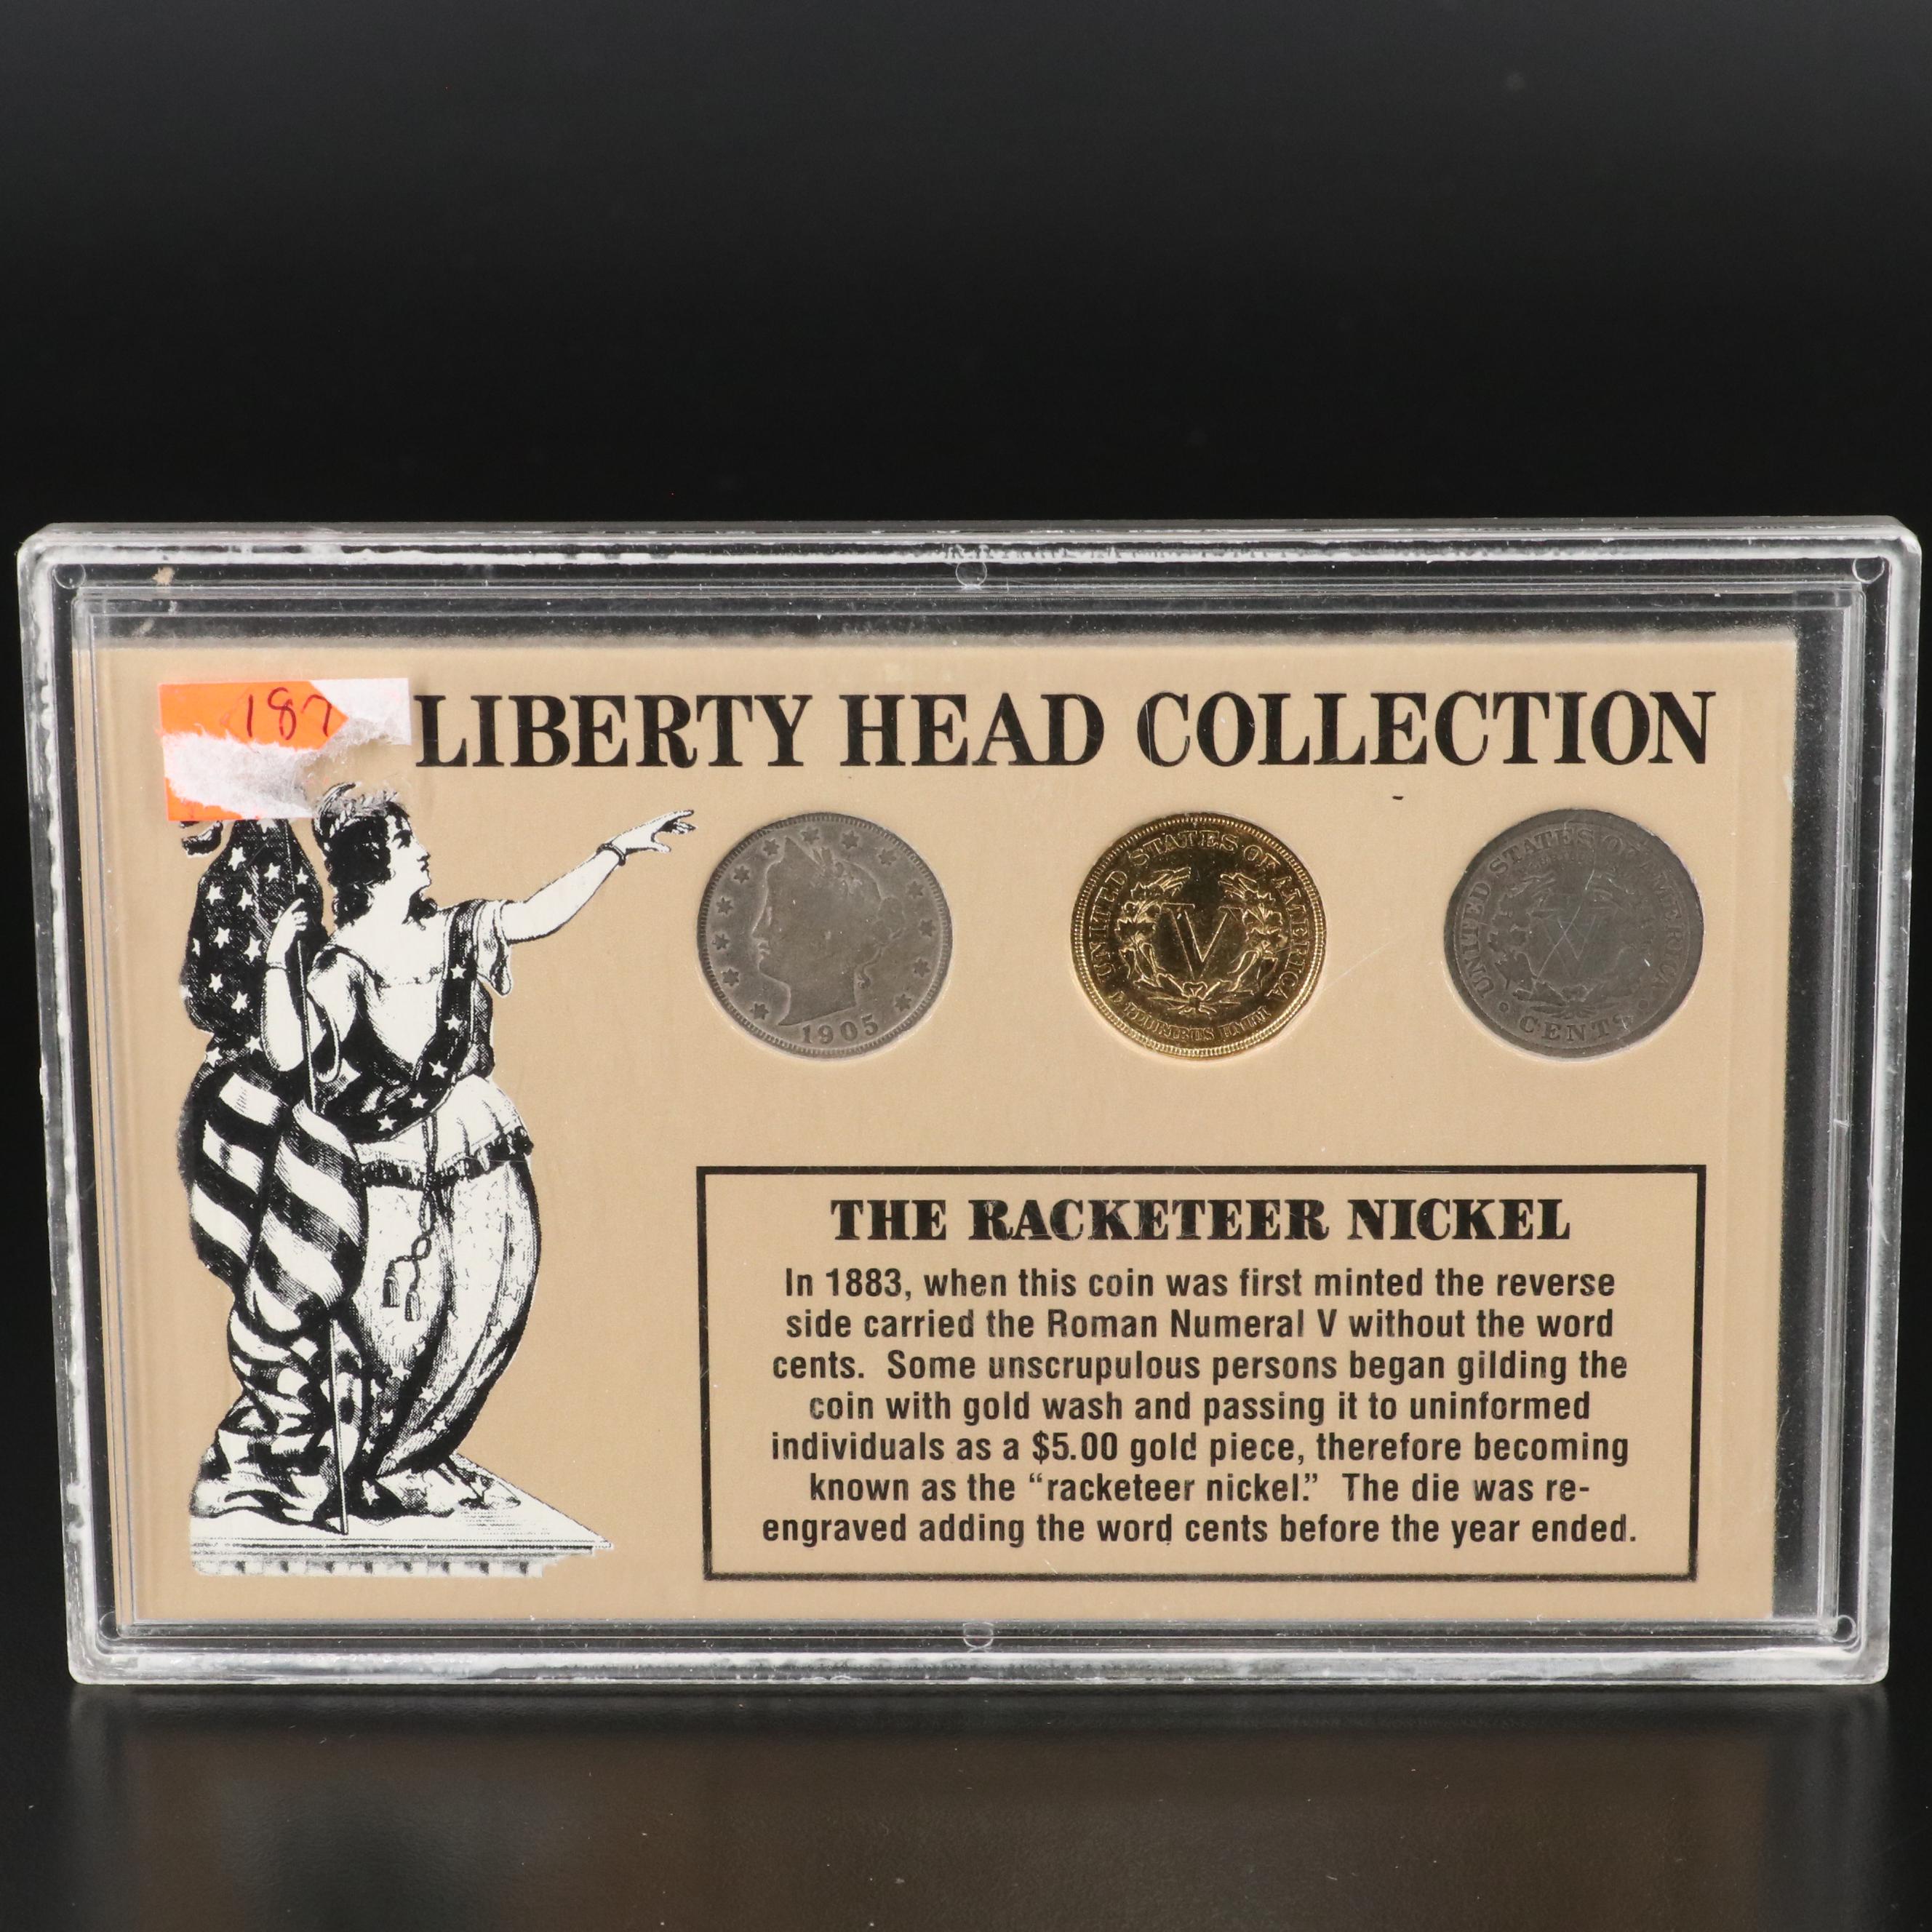 187
LIBERTY HEAD COLLECTION
1905
UNITED STATES OF AMERICA
V
E PLURIBUS UNUM
UNITED STATES OF AMERICA
V
CENTS
THE RACKETEER NICKEL
In 1883, when this coin was first minted the reverse
side carried the Roman Numeral V without the word
cents. Some unscrupulous persons began gilding the
coin with gold wash and passing it to uninformed
individuals as a $5.00 gold piece, therefore becoming
known as the “racketeer nickel.” The die was re-
engraved adding the word cents before the year ended.